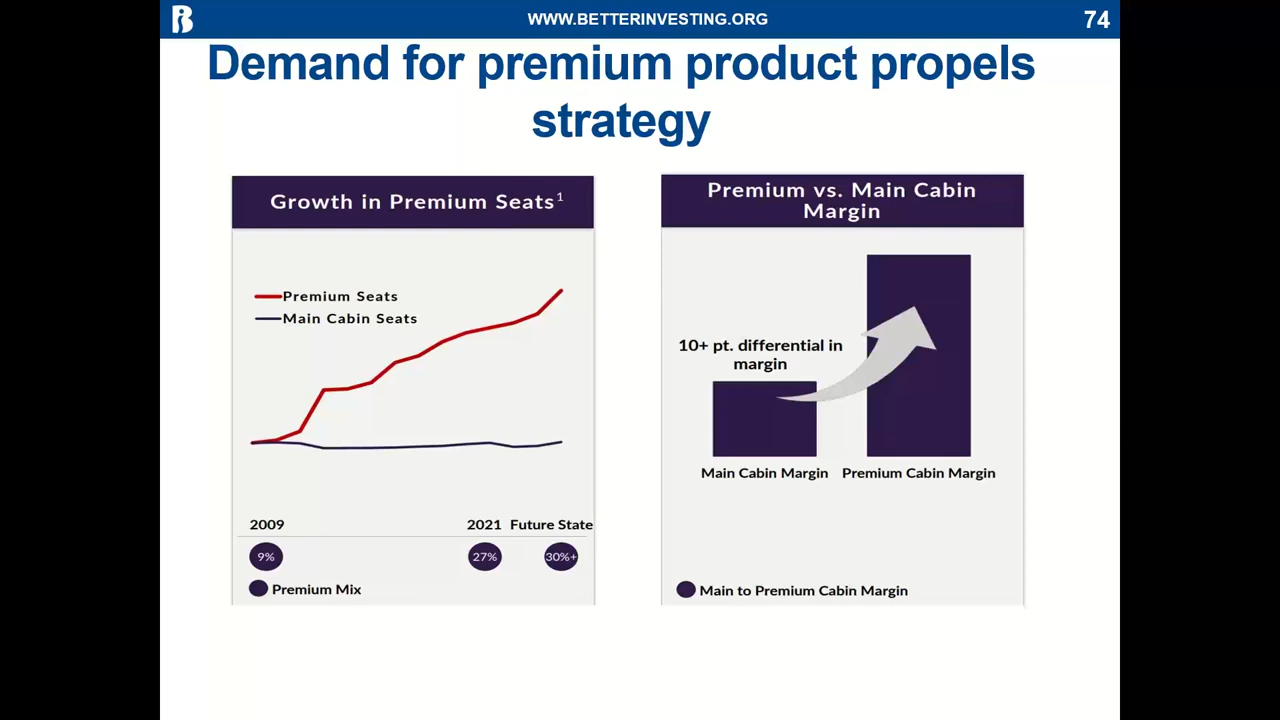 WWW.BETTERINVESTING.ORG
74
Demand for premium product propels
strategy
Growth in Premium Seats1
Premium Seats
Main Cabin Seats
2009
2021
Future State
9%
27%
30%+
Premium Mix
Premium vs. Main Cabin
Margin
10+ pt. differential in
margin
Main Cabin Margin
Premium Cabin Margin
Main to Premium Cabin Margin